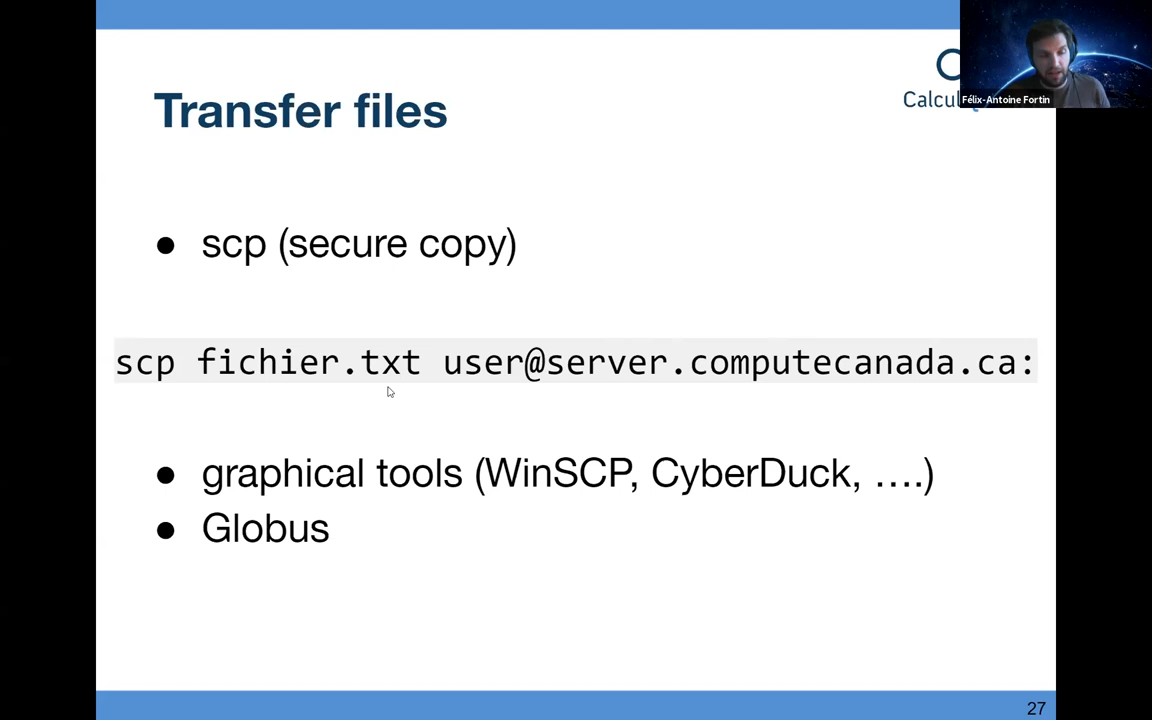 Transfer files
Félix-Antoine Fortin
● scp (secure copy)
scp fichier.txt user@server.computecanada.ca:
● graphical tools (WinSCP, CyberDuck, ....)
● Globus
27